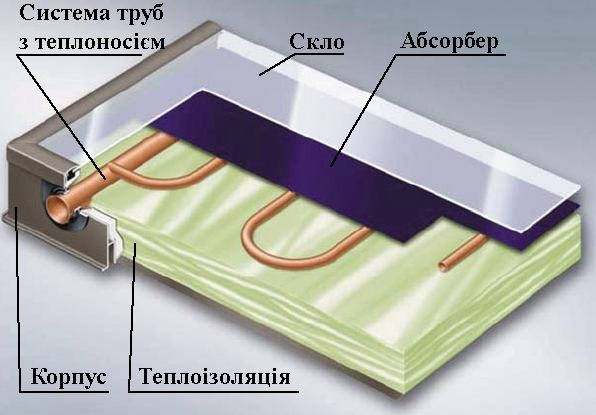 Система труб
з теплоносієм
Скло
Абсорбер
Корпус
Теплоізоляція